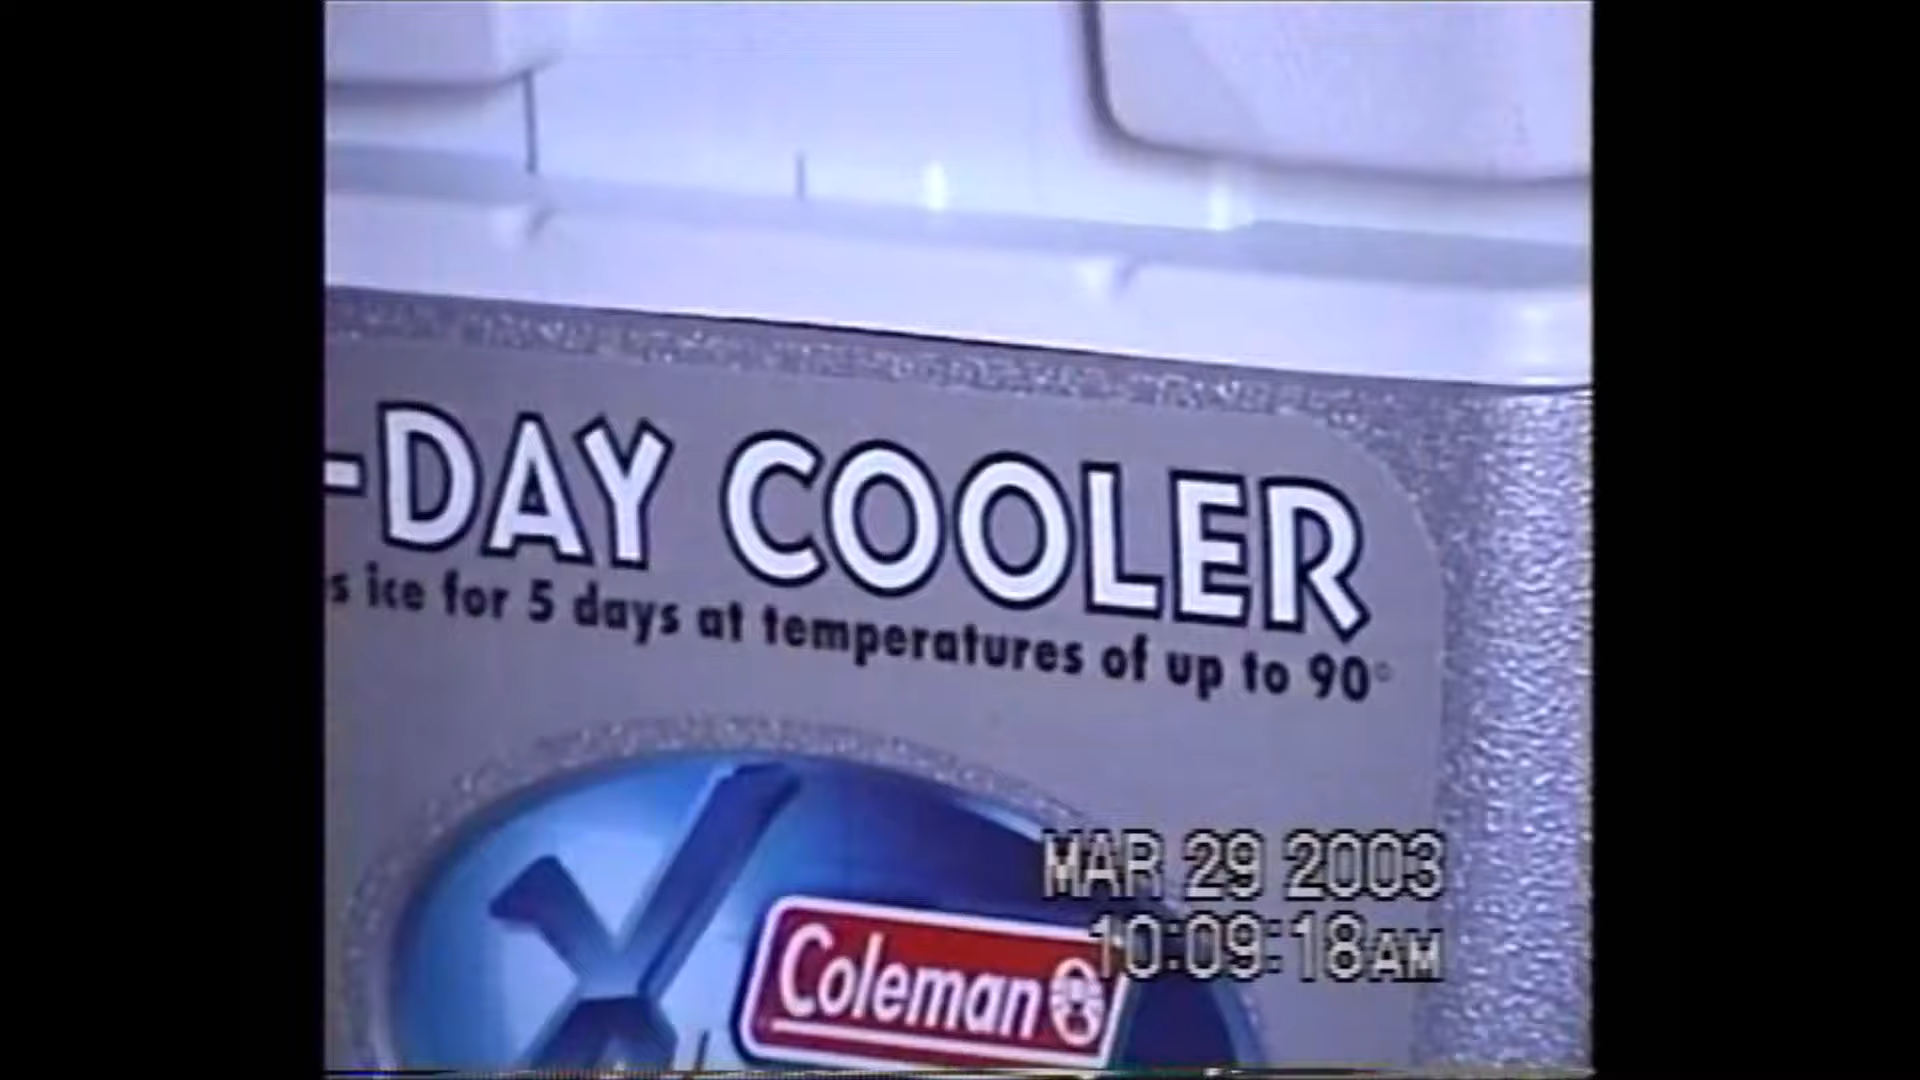 -DAY COOLER
s ice for 5 days at temperatures of up to 90°
X
Coleman
MAR 29 2003
10:09:18AM